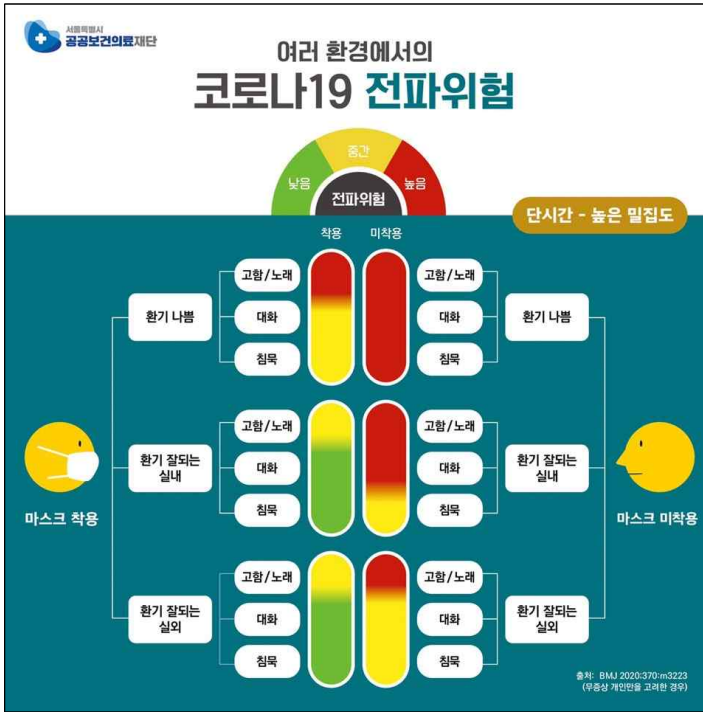 서울특별시
공공보건의료재단
여러 환경에서의
코로나19 전파위험
중간
낮음
높음
전파위험
단시간 - 높은 밀집도
착용
미착용
환기 나쁨
고함/노래
대화
침묵
고함/노래
대화
침묵
환기 나쁨
마스크 착용
환기 잘되는
실내
고함/노래
대화
침묵
고함/노래
대화
침묵
환기 잘되는
실내
마스크 미착용
환기 잘되는
실외
고함/노래
대화
침묵
고함/노래
대화
침묵
환기 잘되는
실외
출처: BMJ 2020;370:m3223
(무증상 개인만을 고려한 경우)